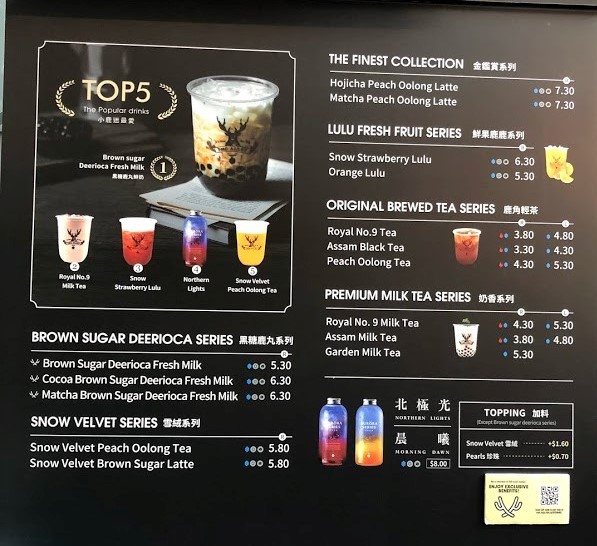 TOP5
The Popular drinks
小鹿迷最愛
Brown sugar
Deerioca Fresh Milk
黑糖鹿丸鮮奶
1
2
Royal No.9
Milk Tea
3
Snow
Strawberry Lulu
4
Northern
Lights
5
Snow Velvet
Peach Oolong Tea
BROWN SUGAR DEERIOCA SERIES 黑糖鹿丸系列
Brown Sugar Deerioca Fresh Milk 5.30
Cocoa Brown Sugar Deerioca Fresh Milk 6.30
Matcha Brown Sugar Deerioca Fresh Milk 6.30
SNOW VELVET SERIES 雪絨系列
Snow Velvet Peach Oolong Tea 5.80
Snow Velvet Brown Sugar Latte 5.80
THE FINEST COLLECTION 金鑑賞系列
Hojicha Peach Oolong Latte 7.30
Matcha Peach Oolong Latte 7.30
LULU FRESH FRUIT SERIES 鮮果鹿鹿系列
Snow Strawberry Lulu 6.30
Orange Lulu 5.30
ORIGINAL BREWED TEA SERIES 鹿角輕茶
Royal No.9 Tea 3.80 4.80
Assam Black Tea 3.30 4.30
Peach Oolong Tea 4.30 5.30
PREMIUM MILK TEA SERIES 奶香系列
Royal No. 9 Milk Tea 4.30 5.30
Assam Milk Tea 3.80 4.80
Garden Milk Tea 5.30
北極光
NORTHERN LIGHTS
晨曦
MORNING DAWN
$8.00
TOPPING 加料
(Except Brown sugar deerioca series)
Snow Velvet 雪絨 +$1.60
Pearls 珍珠 +$0.70
ENJOY EXCLUSIVE
BENEFITS!